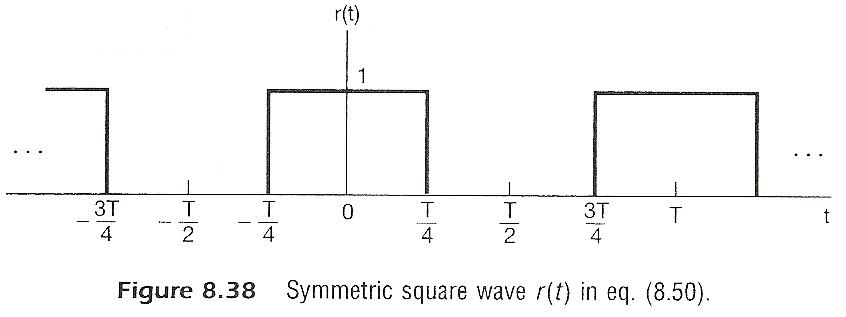 r(t)
1
... ...
- 3T/4 - T/2 - T/4 0 T/4 T/2 3T/4 T t
Figure 8.38 Symmetric square wave r(t) in eq. (8.50).